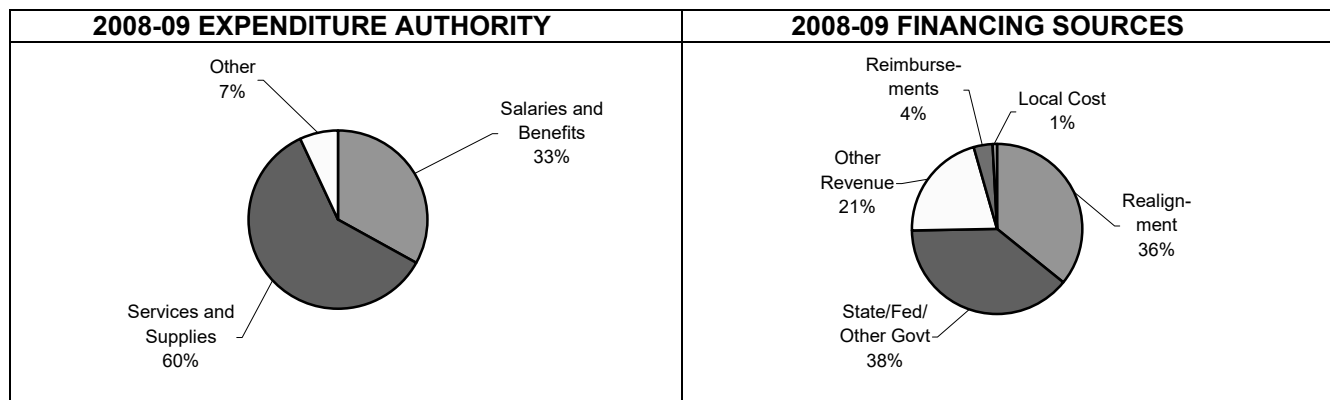 2008-09 EXPENDITURE AUTHORITY
Other
7%
Salaries and
Benefits
33%
Services and
Supplies
60%
2008-09 FINANCING SOURCES
Reimburse-
ments
4%
Local Cost
1%
Other
Revenue
21%
Realign-
ment
36%
State/Fed/
Other Govt
38%